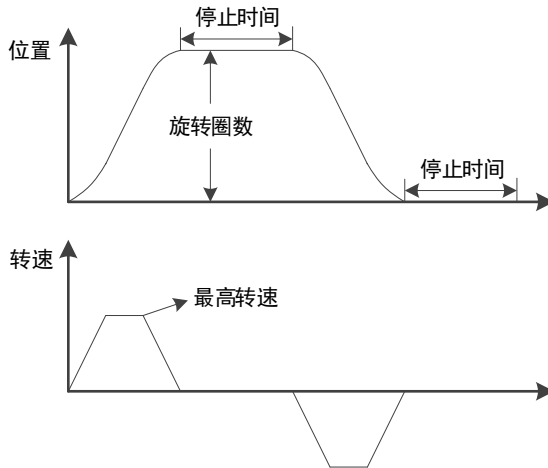 停止时间
位置
旋转圈数
停止时间
转速
最高转速